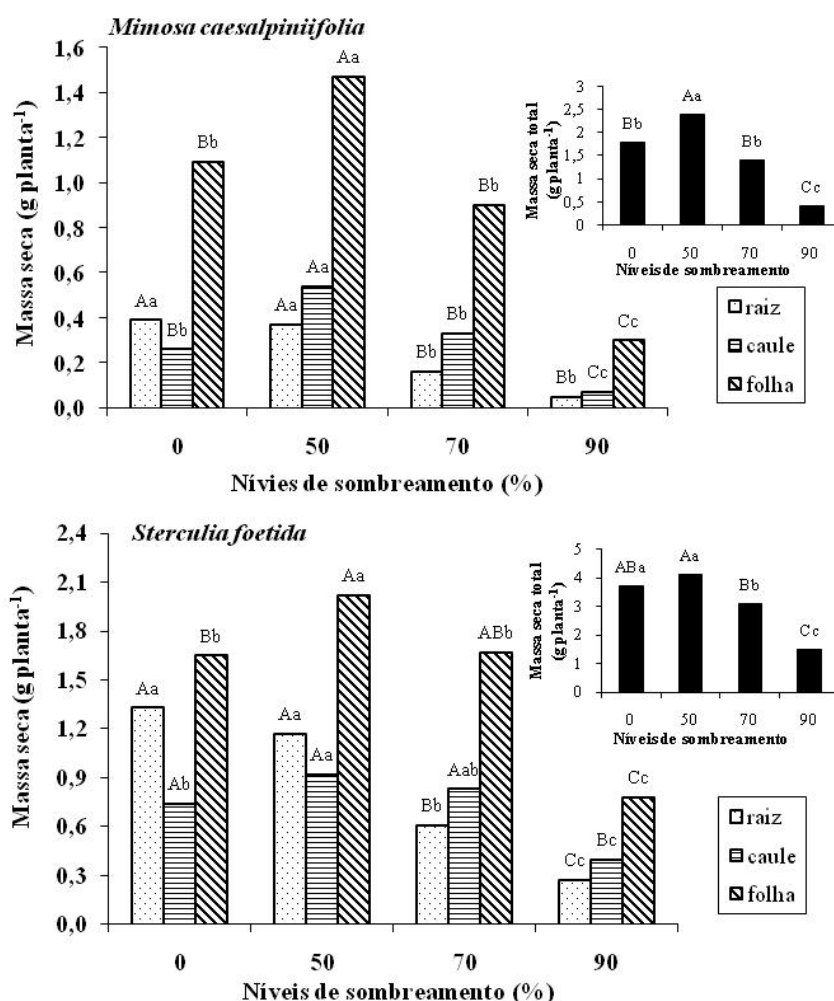 Mimosa caesalpiniifolia
Massa seca (g planta-1)
1,6
1,4
1,2
1,0
0,8
0,6
0,4
0,2
0,0
Aa Bb Bb
Aa Aa Aa
Bb Bb Bb
Bb Cc Cc
0 50 70 90
Nívies de sombreamento (%)
Massa seca total
(g planta-1)
3
2,5
2
1,5
1
0,5
0
Bb Aa Bb Cc
0 50 70 90
Níveis de sombreamento
raiz
caule
folha
Sterculia foetida
Massa seca (g planta-1)
2,4
2,1
1,8
1,5
1,2
0,9
0,6
0,3
0,0
Aa Ab Bb
Aa Aa Aa
Bb Aab ABb
Cc Bc Cc
0 50 70 90
Níveis de sombreamento (%)
Massa seca total
(g planta-1)
5
4
3
2
1
0
ABa Aa Bb Cc
0 50 70 90
Níveis de sombreamento
raiz
caule
folha